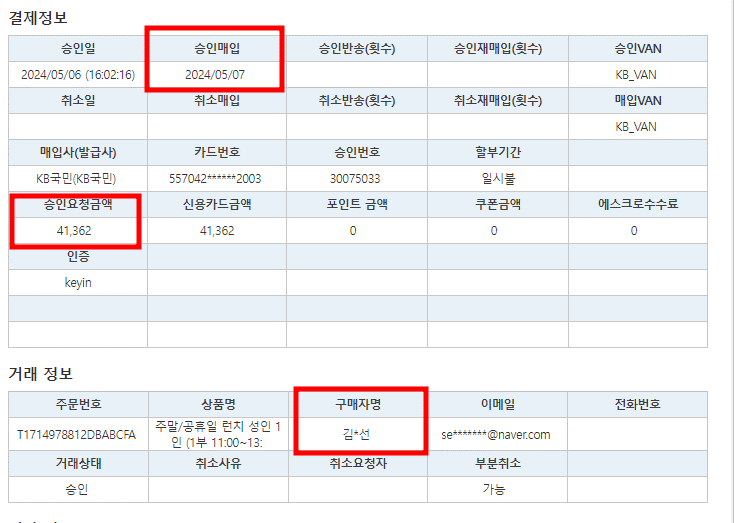 결제정보
승인일 승인매입 승인반송(횟수) 승인재매입(횟수) 승인VAN
2024/05/06 (16:02:16) 2024/05/07 KB_VAN
취소일 취소매입 취소반송(횟수) 취소재매입(횟수) 매입VAN
KB_VAN
매입사(발급사) 카드번호 승인번호 할부기간
KB국민(KB국민) 557042******2003 30075033 일시불
승인요청금액 신용카드금액 포인트 금액 쿠폰금액 에스크로수수료
41,362 41,362 0 0 0
인증
keyin
거래 정보
주문번호 상품명 구매자명 이메일 전화번호
T1714978812DBABCFA 주말/공휴일 런치 성인 1
인 (1부 11:00~13: 김*선 se*******@naver.com
거래상태 취소사유 취소요청자 부분취소
승인 가능